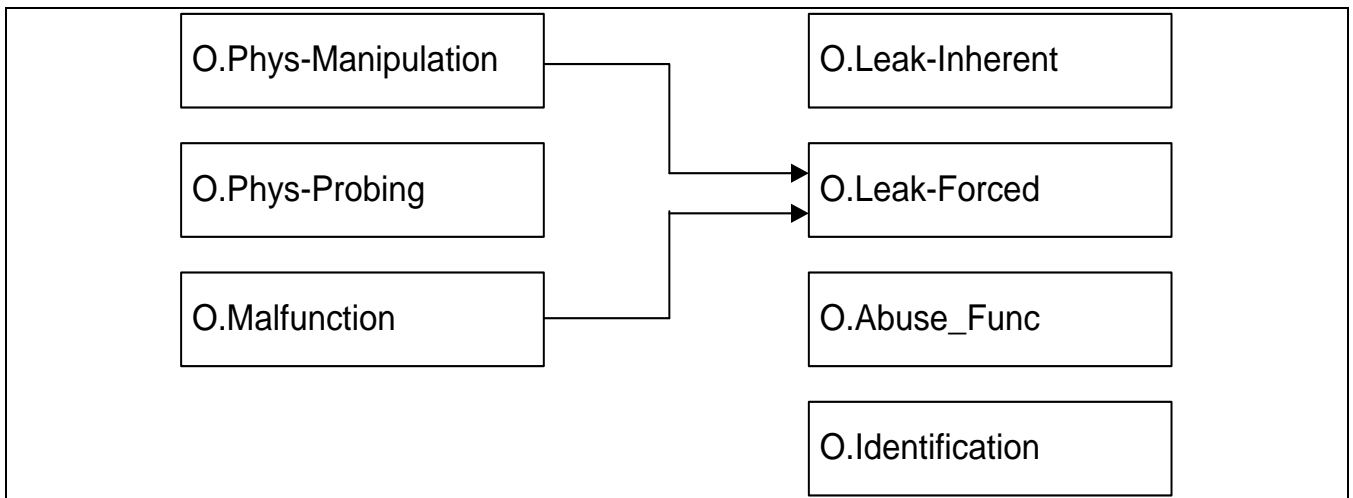 O.Phys-Manipulation
O.Leak-Inherent
O.Phys-Probing
O.Leak-Forced
O.Malfunction
O.Abuse_Func
O.Identification